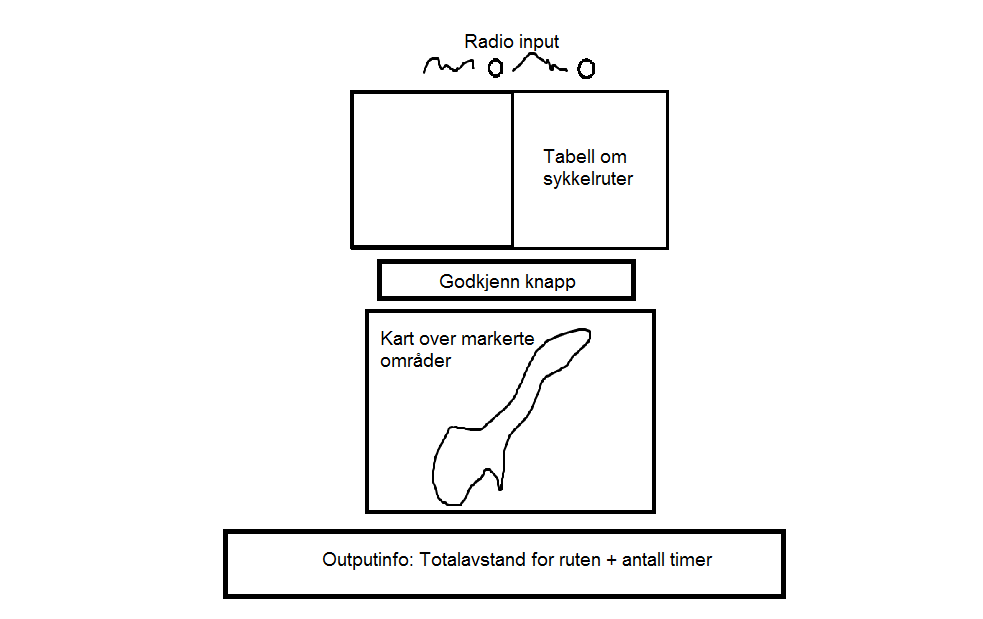 Radio input
Tabell om
sykkelruter
Godkjenn knapp
Kart over markerte
områder
Outputinfo: Totalavstand for ruten + antall timer